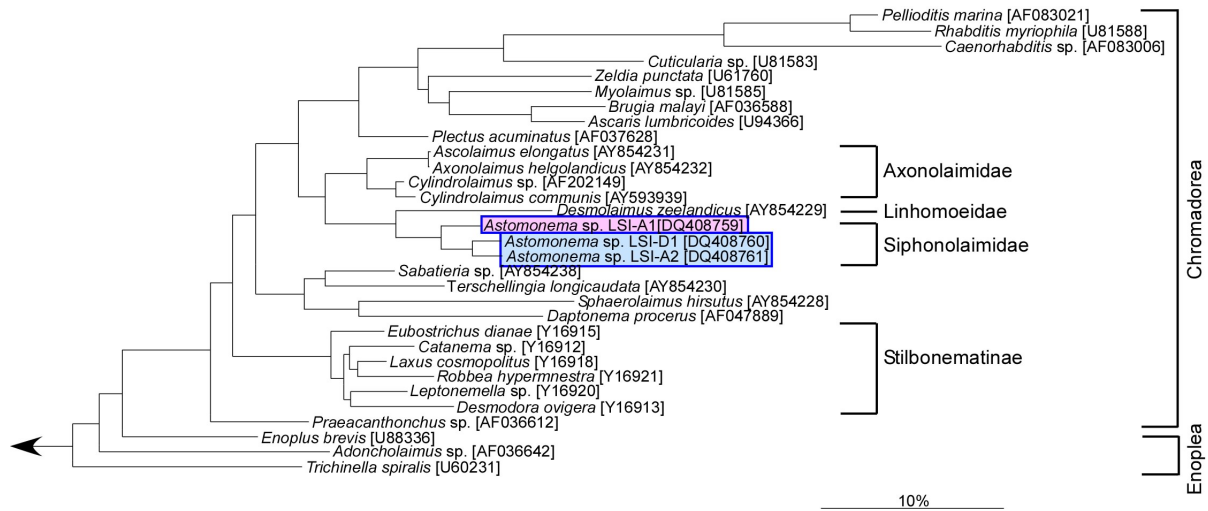 Pellioditis marina [AF083021]
Rhabditis myriophila [U81588]
Caenorhabditis sp. [AF083006]
Cuticularia sp. [U81583]
Zeldia punctata [U61760]
Myolaimus sp. [U81585]
Brugia malayi [AF036588]
Ascaris lumbricoides [U94366]
Plectus acuminatus [AF037628]
Ascolaimus elongatus [AY854231]
Axonolaimus helgolandicus [AY854232]
Cylindrolaimus sp. [AF202149]
Cylindrolaimus communis [AY593939]
Desmolaimus zeelandicus [AY854229]
Astomonema sp. LSI-A1[DQ408759]
Astomonema sp. LSI-D1 [DQ408760]
Astomonema sp. LSI-A2 [DQ408761]
Sabatieria sp. [AY854238]
Terschellingia longicaudata [AY854230]
Sphaerolaimus hirsutus [AY854228]
Daptonema procerus [AF047889]
Eubostrichus dianae [Y16915]
Catanema sp. [Y16912]
Laxus cosmopolitus [Y16918]
Robbea hypermnestra [Y16921]
Leptonemella sp. [Y16920]
Desmodora ovigera [Y16913]
Praeacanthonchus sp. [AF036612]
Enoplus brevis [U88336]
Adoncholaimus sp. [AF036642]
Trichinella spiralis [U60231]
Axonolaimidae
Linhomoeidae
Siphonolaimidae
Stilbonematinae
Chromadorea
Enoplea
10%